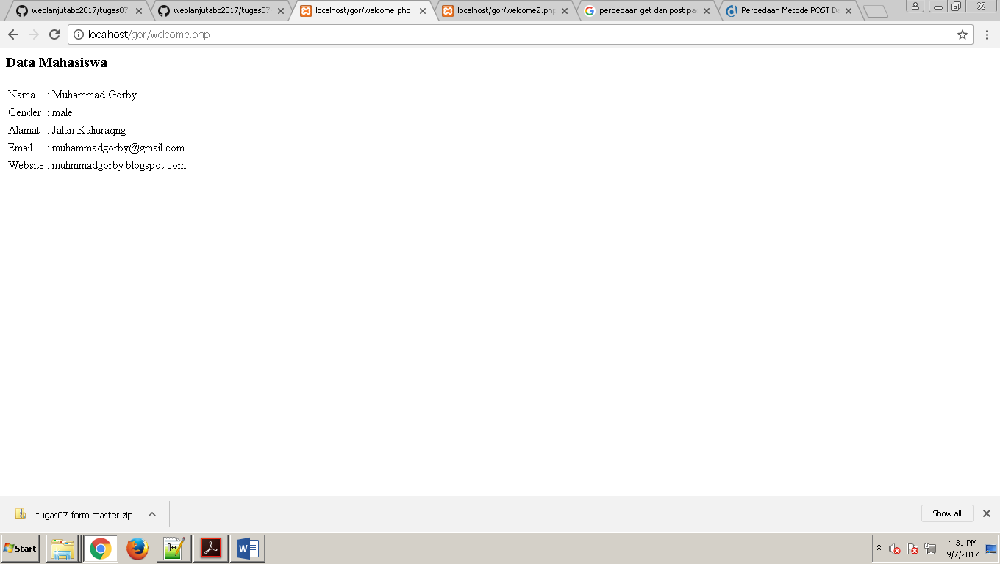 weblanjutabc2017/tugas07
weblanjutabc2017/tugas07
localhost/gor/welcome.php
localhost/gor/welcome2.php
perbedaan get dan post pa
Perbedaan Metode POST D
localhost/gor/welcome.php
Data Mahasiswa
Nama : Muhammad Gorby
Gender : male
Alamat : Jalan Kaliuraqng
Email : muhammadgorby@gmail.com
Website : muhmmadgorby.blogspot.com
tugas07-form-master.zip
Show all
Start
4:31 PM
9/7/2017